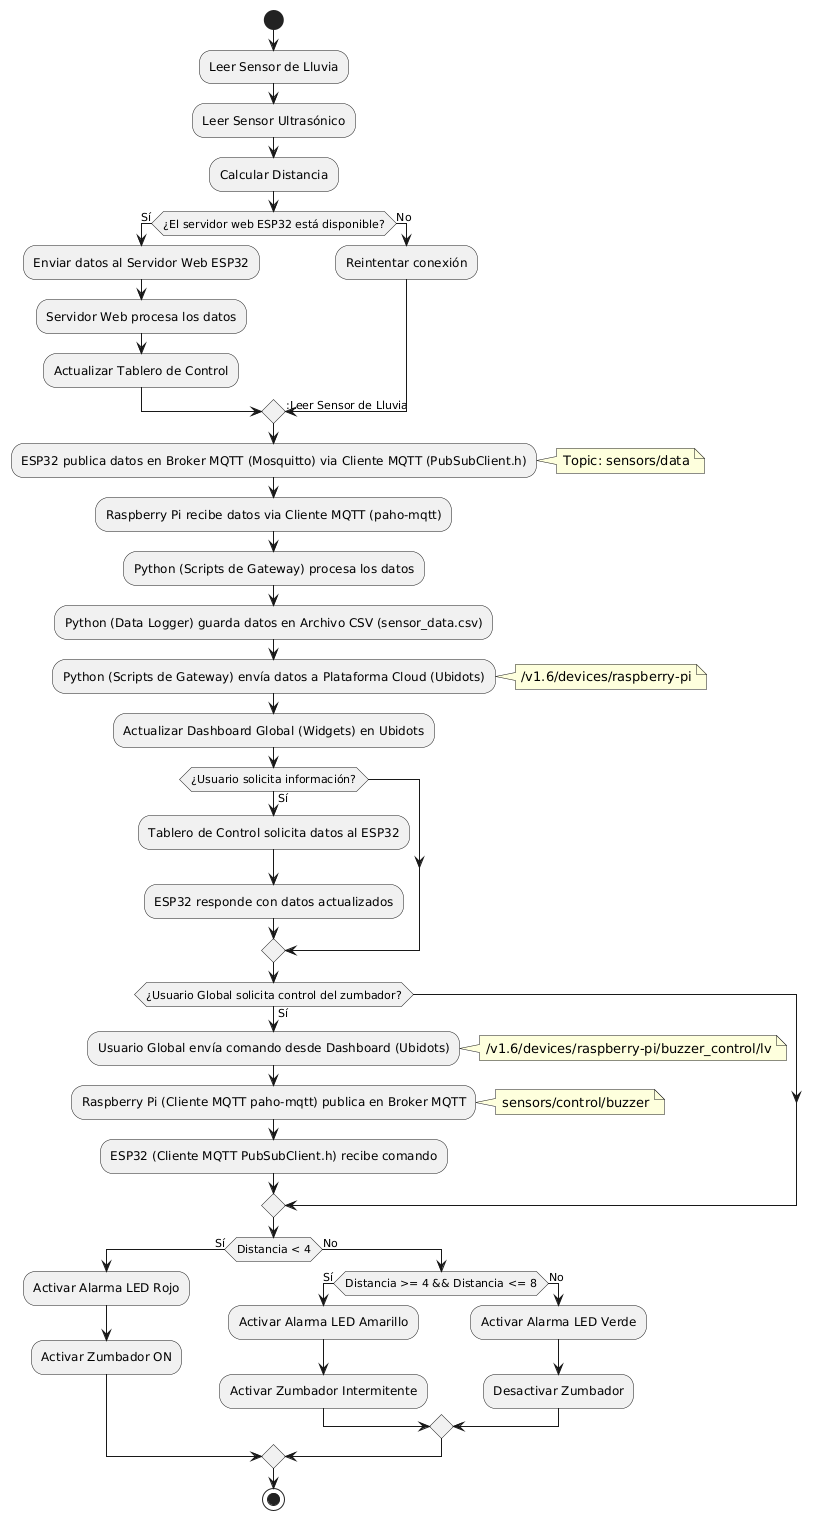 Leer Sensor de Lluvia
Leer Sensor Ultrasónico
Calcular Distancia
¿El servidor web ESP32 está disponible?
Sí
No
Enviar datos al Servidor Web ESP32
Reintentar conexión
Servidor Web procesa los datos
Actualizar Tablero de Control
:Leer Sensor de Lluvia
ESP32 publica datos en Broker MQTT (Mosquitto) via Cliente MQTT (PubSubClient.h)
Topic: sensors/data
Raspberry Pi recibe datos via Cliente MQTT (paho-mqtt)
Python (Scripts de Gateway) procesa los datos
Python (Data Logger) guarda datos en Archivo CSV (sensor_data.csv)
Python (Scripts de Gateway) envía datos a Plataforma Cloud (Ubidots)
/v1.6/devices/raspberry-pi
Actualizar Dashboard Global (Widgets) en Ubidots
¿Usuario solicita información?
Sí
Tablero de Control solicita datos al ESP32
ESP32 responde con datos actualizados
¿Usuario Global solicita control del zumbador?
Sí
Usuario Global envía comando desde Dashboard (Ubidots)
/v1.6/devices/raspberry-pi/buzzer_control/lv
Raspberry Pi (Cliente MQTT paho-mqtt) publica en Broker MQTT
sensors/control/buzzer
ESP32 (Cliente MQTT PubSubClient.h) recibe comando
Sí
Distancia < 4
No
Activar Alarma LED Rojo
Activar Zumbador ON
Sí
Distancia >= 4 && Distancia <= 8
No
Activar Alarma LED Amarillo
Activar Alarma LED Verde
Activar Zumbador Intermitente
Desactivar Zumbador